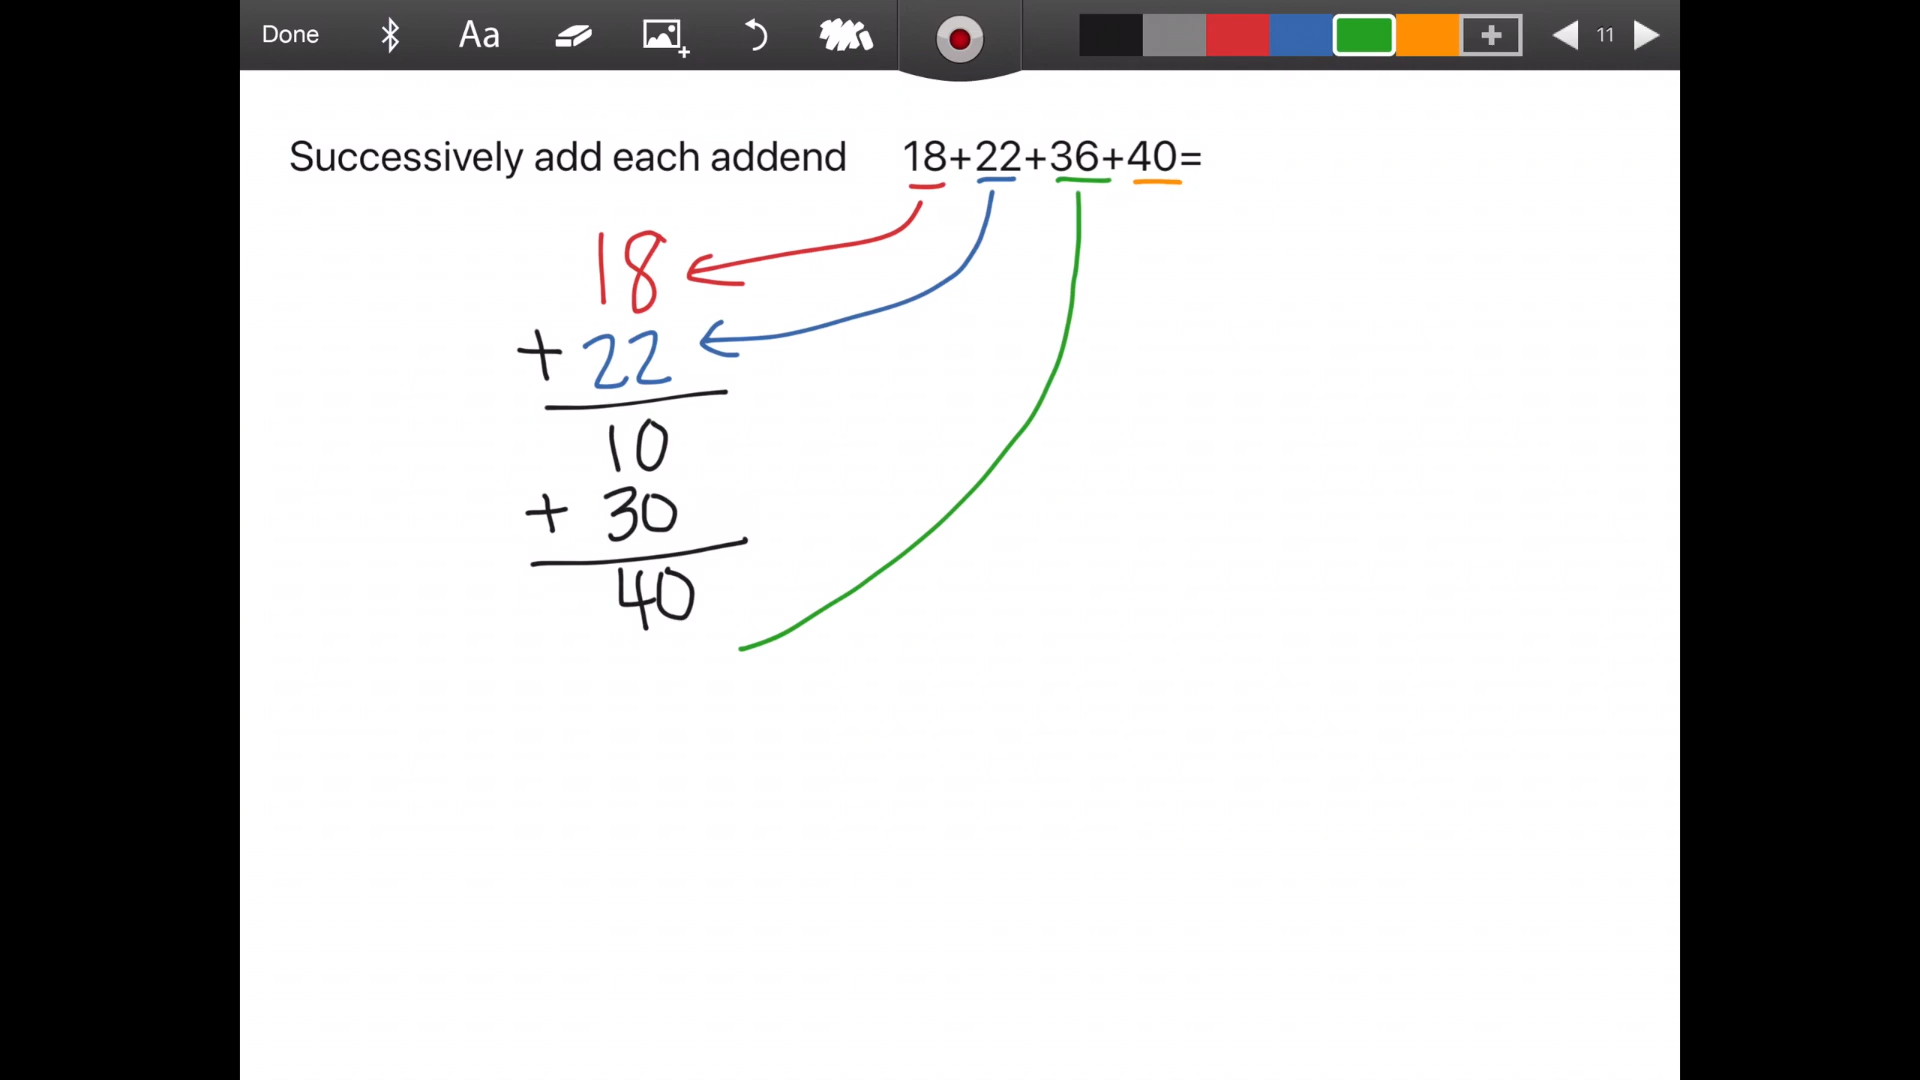 Done Aa 11
Successively add each addend 18+22+36+40=
18
+ 22
10
+ 30
40